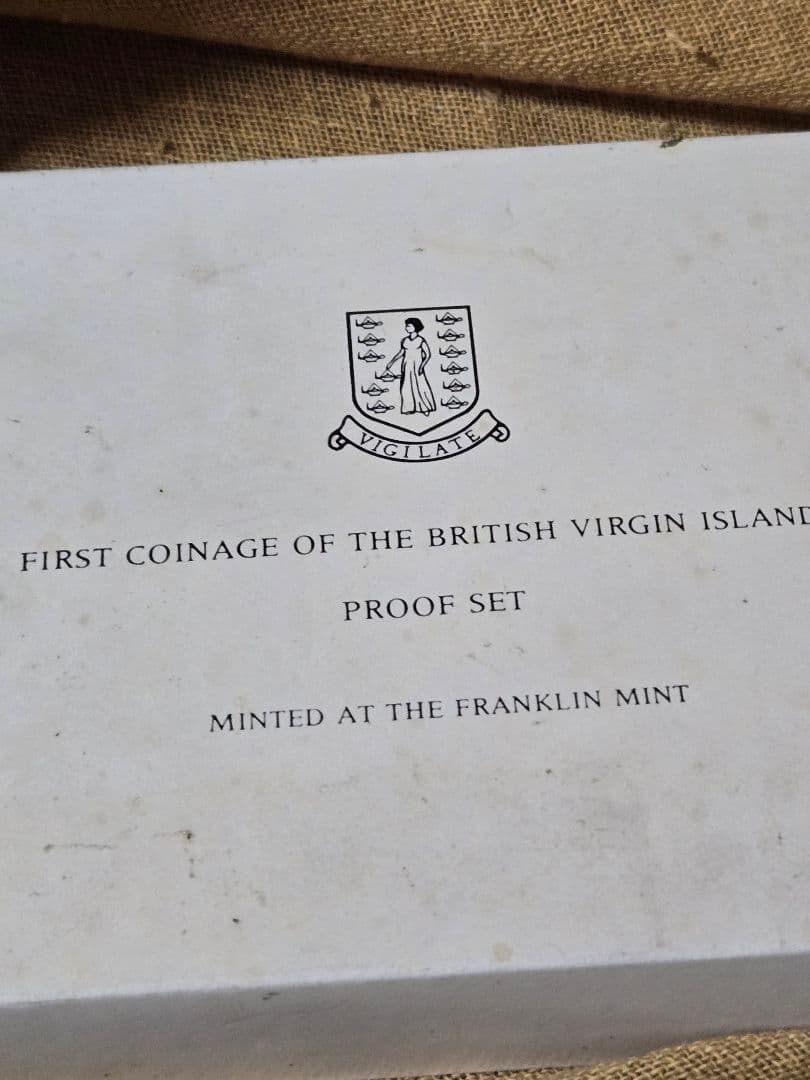 VIGILATE
FIRST COINAGE OF THE BRITISH VIRGIN ISLAND
PROOF SET
MINTED AT THE FRANKLIN MINT